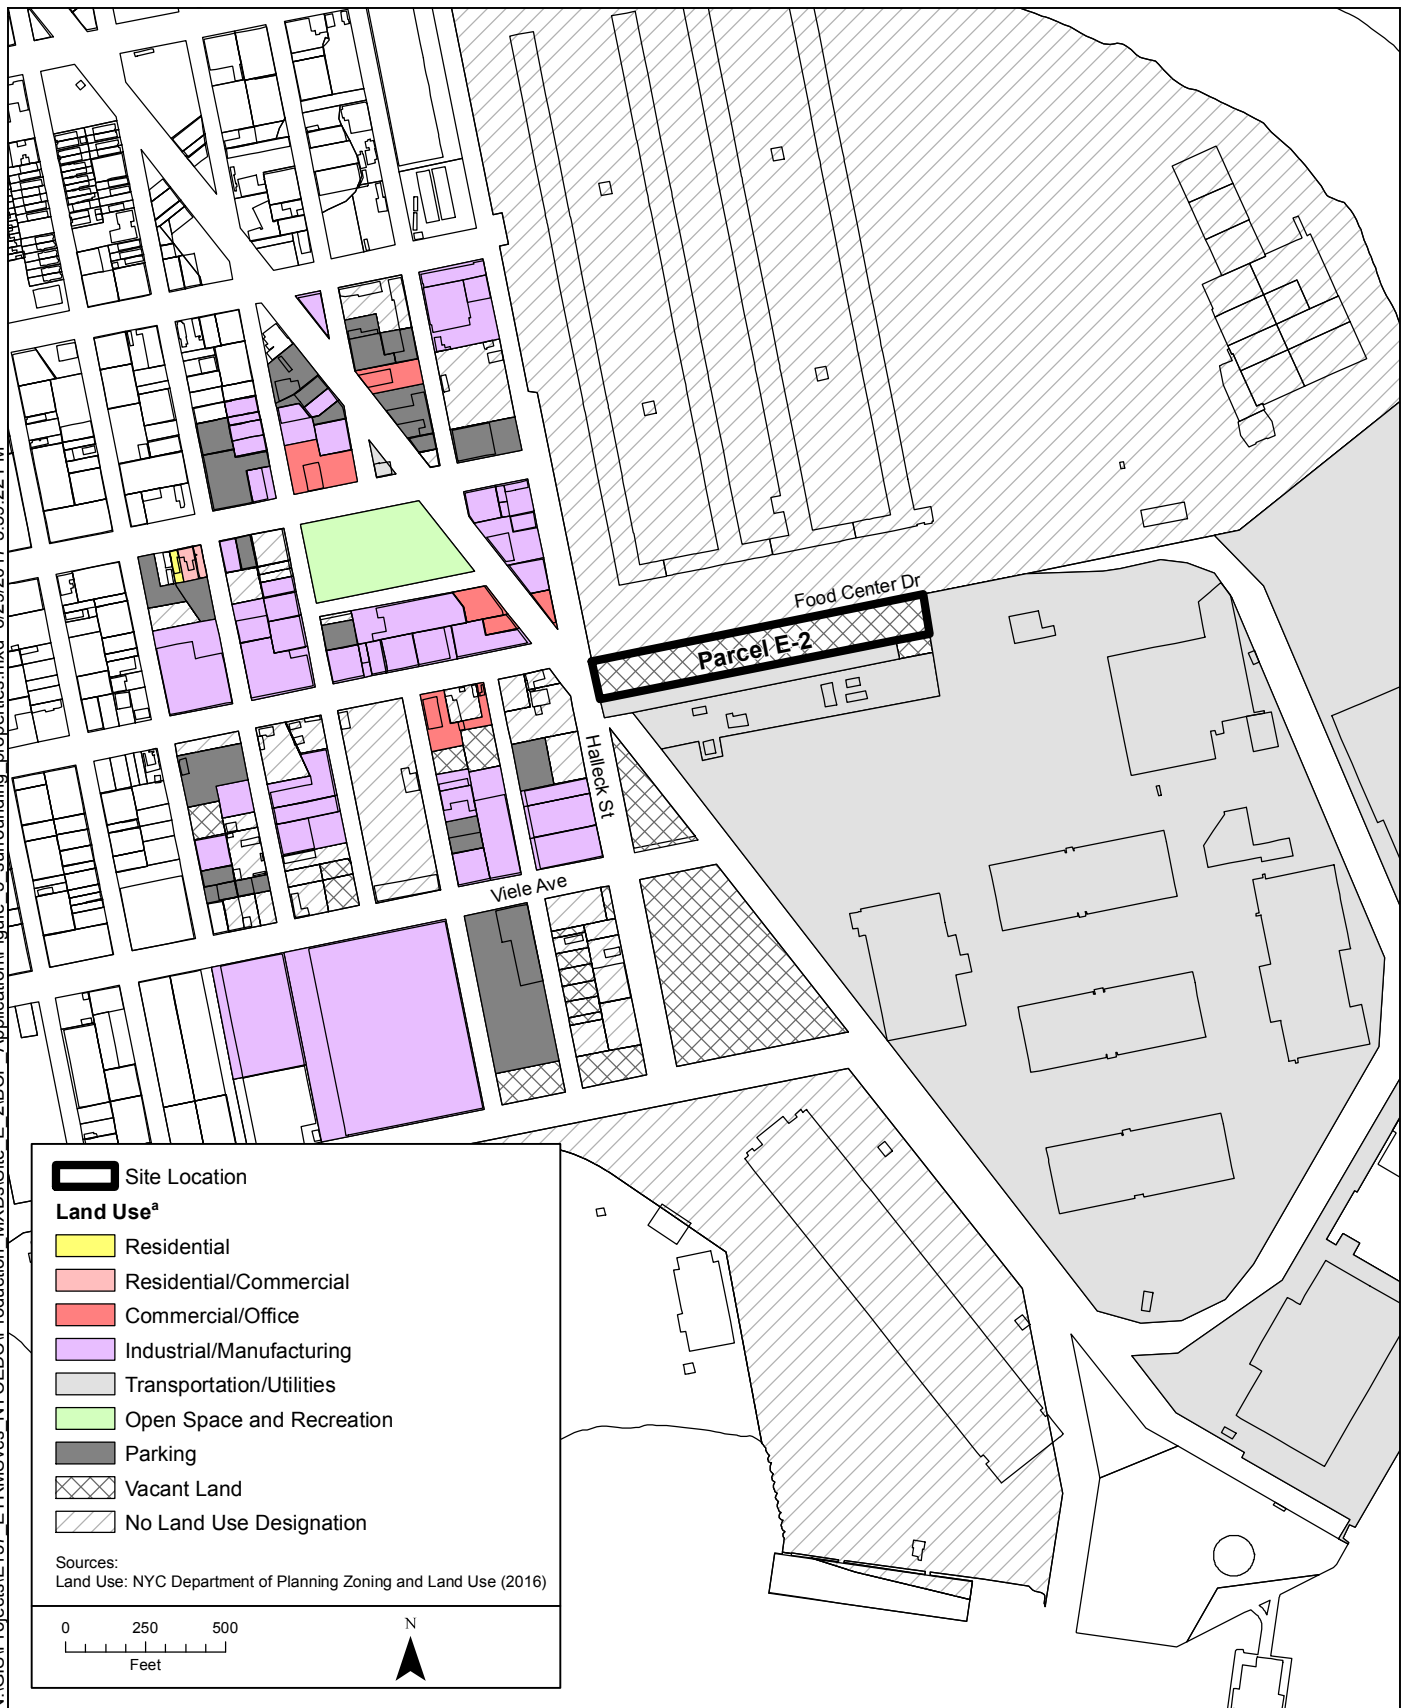 Food Center Dr
Parcel E-2
Halleck St
Viele Ave
Site Location
Land Useª
Residential
Residential/Commercial
Commercial/Office
Industrial/Manufacturing
Transportation/Utilities
Open Space and Recreation
Parking
Vacant Land
No Land Use Designation
Sources:
Land Use: NYC Department of Planning Zoning and Land Use (2016)
0 250 500
Feet
N